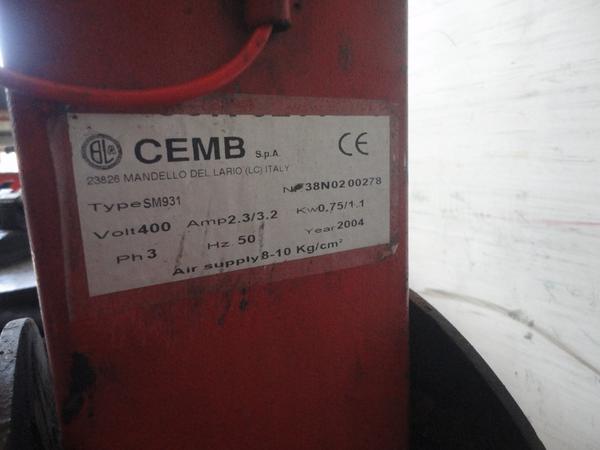 CEMB S.p.A. CE
23826 MANDELLO DEL LARIO (LC) ITALY
Type SM931 N° 38N0200278
Volt 400 Amp 2.3/3.2 Kw 0.75/1.1
Ph 3 Hz 50 Year 2004
Air supply 8-10 Kg/cm²